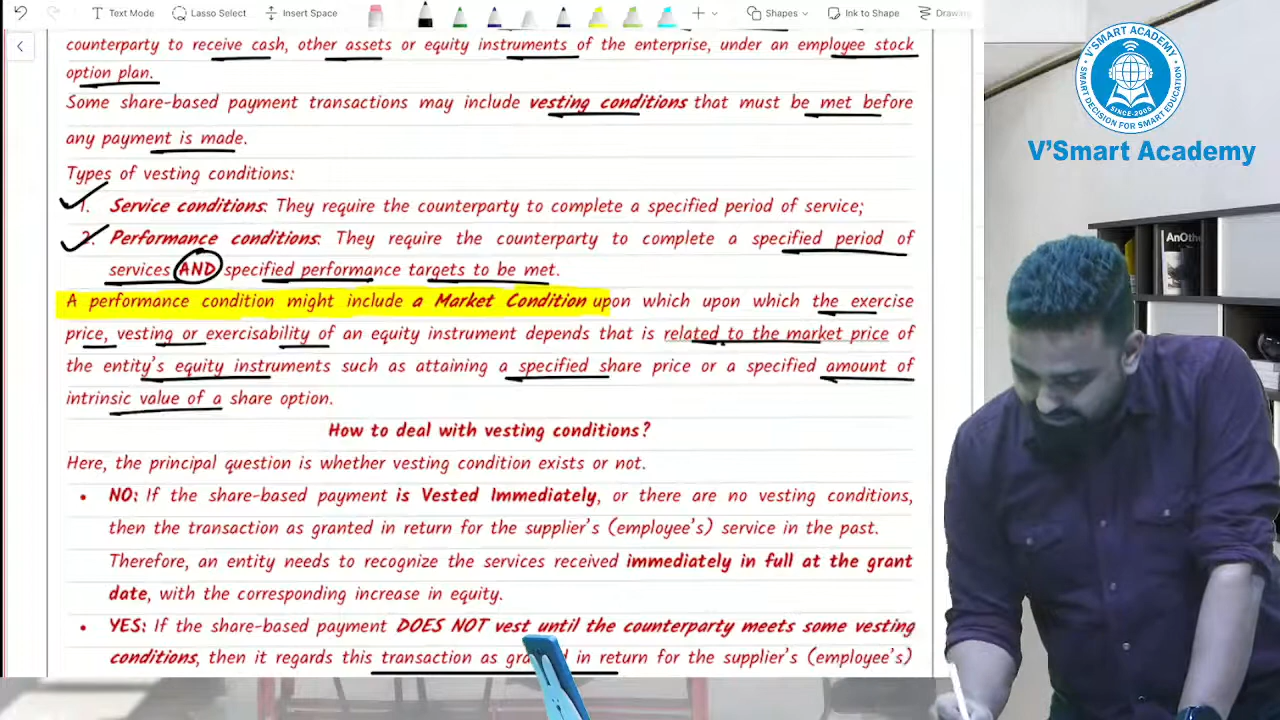 Text Mode Lasso Select Insert Space Shapes Ink to Shape Drawing
counterparty to receive cash, other assets or equity instruments of the enterprise, under an employee stock
option plan.
Some share-based payment transactions may include vesting conditions that must be met before
any payment is made.
Types of vesting conditions:
1. Service conditions: They require the counterparty to complete a specified period of service;
2. Performance conditions: They require the counterparty to complete a specified period of
services AND specified performance targets to be met.
A performance condition might include a Market Condition upon which upon which the exercise
price, vesting or exercisability of an equity instrument depends that is related to the market price of
the entity's equity instruments such as attaining a specified share price or a specified amount of
intrinsic value of a share option.
How to deal with vesting conditions?
Here, the principal question is whether vesting condition exists or not.
• NO: If the share-based payment is Vested Immediately, or there are no vesting conditions,
then the transaction as granted in return for the supplier's (employee's) service in the past.
Therefore, an entity needs to recognize the services received immediately in full at the grant
date, with the corresponding increase in equity.
• YES: If the share-based payment DOES NOT vest until the counterparty meets some vesting
conditions, then it regards this transaction as in return for the supplier's (employee's)
V'SMART ACADEMY
SMART DECISION FOR SMART EDUCATION
SINCE-2005
V'Smart Academy
AnOthe